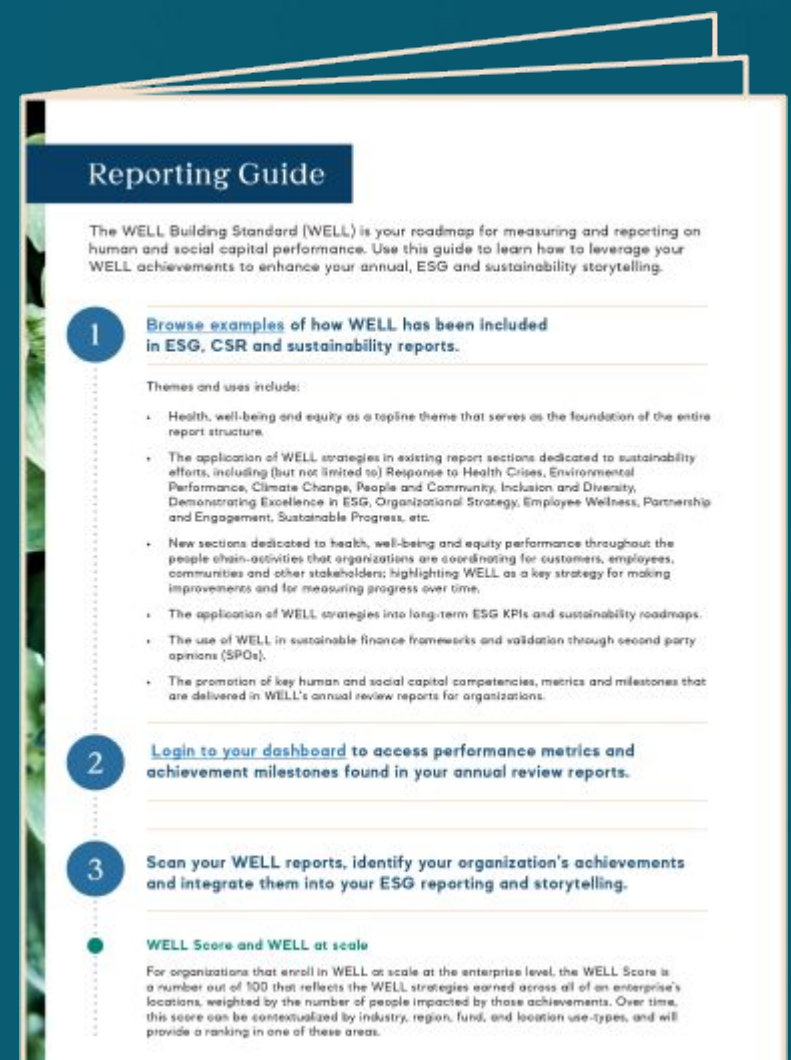 Reporting Guide
The WELL Building Standard (WELL) is your roadmap for measuring and reporting on
human and social capital performance. Use this guide to learn how to leverage your
WELL achievements to enhance your annual, ESG and sustainability storytelling.
1
Browse examples of how WELL has been included
in ESG, CSR and sustainability reports.
Themes and uses include:
• Health, well-being and equity as a topline theme that serves as the foundation of the entire
report structure.
• The application of WELL strategies in existing report sections dedicated to sustainability
efforts, including (but not limited to) Response to Health Crises, Environmental
Performance, Climate Change, People and Community, Inclusion and Diversity,
Demonstrating Excellence in ESG, Organizational Strategy, Employee Wellness, Partnership
and Engagement, Sustainable Progress, etc.
• New sections dedicated to health, well-being and equity performance throughout the
people chain-activities that organizations are coordinating for customers, employees,
communities and other stakeholders; highlighting WELL as a key strategy for making
improvements and for measuring progress over time.
• The application of WELL strategies into long-term ESG KPIs and sustainability roadmaps.
• The use of WELL in sustainable finance frameworks and validation through second party
opinions (SPOs).
• The promotion of key human and social capital competencies, metrics and milestones that
are delivered in WELL's annual review reports for organizations.
2
Login to your dashboard to access performance metrics and
achievement milestones found in your annual review reports.
3
Scan your WELL reports, identify your organization's achievements
and integrate them into your ESG reporting and storytelling.
WELL Score and WELL at scale
For organizations that enroll in WELL at scale at the enterprise level, the WELL Score is
a number out of 100 that reflects the WELL strategies earned across all of an enterprise's
locations, weighted by the number of people impacted by those achievements. Over time,
this score can be contextualized by industry, region, fund, and location use-types, and will
provide a ranking in one of these areas.